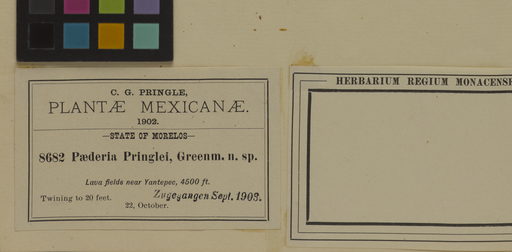 C. G. PRINGLE,
PLANTÆ MEXICANÆ.
1902.
—STATE OF MORELOS—
8682 Pæderia Pringlei, Greenm. n. sp.
Lava fields near Yantepec, 4500 ft.
Twining to 20 feet.
Zugegangen Sept. 1903.
22, October.
HERBARIUM REGIUM MONACENSE